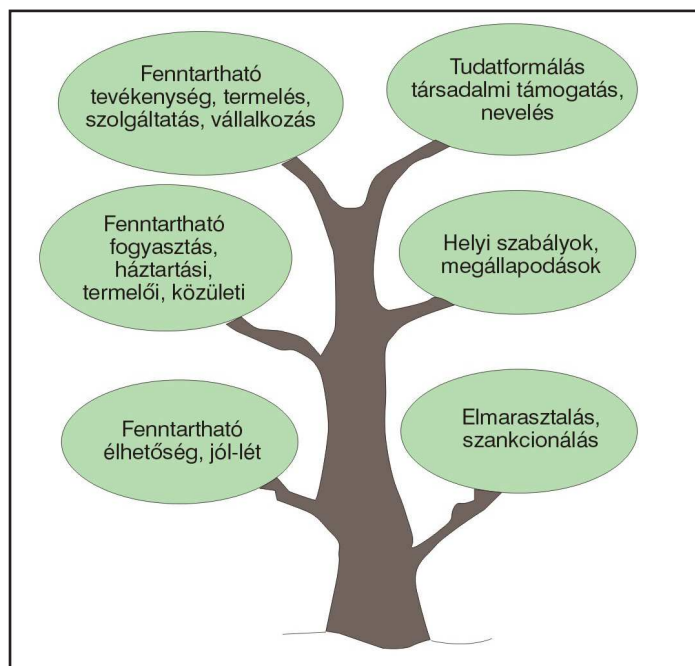 Fenntartható
tevékenység, termelés,
szolgáltatás, vállalkozás
Tudatformálás
társadalmi támogatás,
nevelés
Fenntartható
fogyasztás,
háztartási,
termelői, közületi
Helyi szabályok,
megállapodások
Fenntartható
élhetőség, jól-lét
Elmarasztalás,
szankcionálás